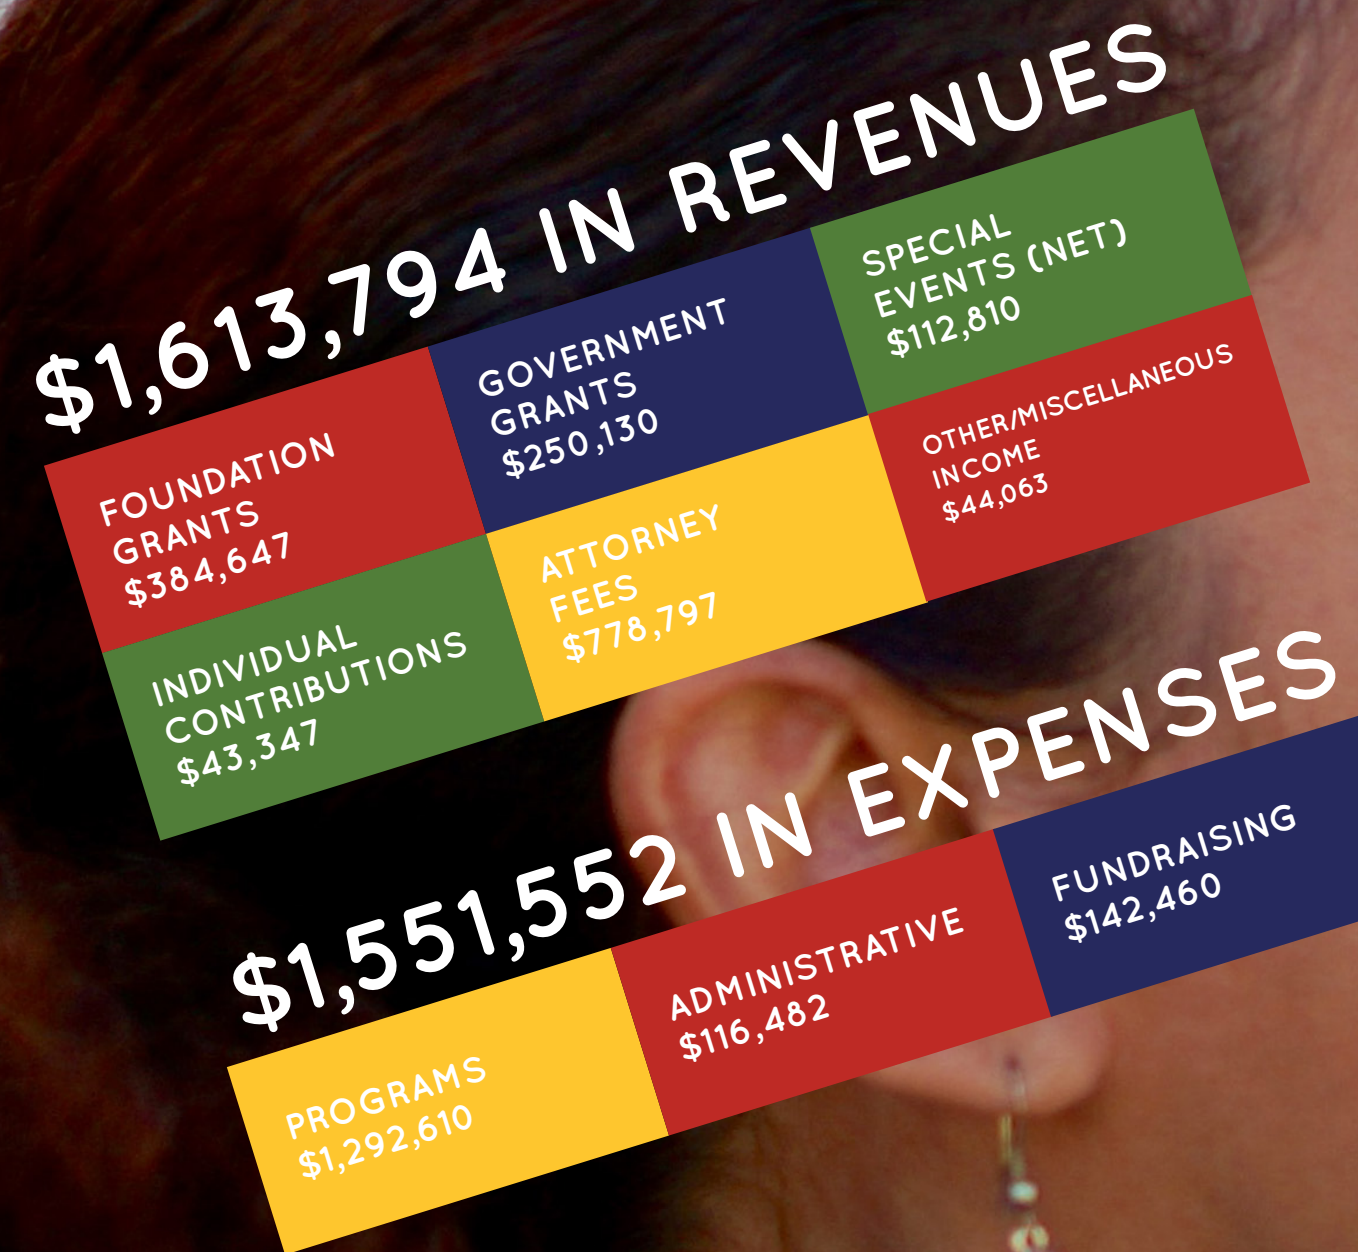 $1,613,794 IN REVENUES
FOUNDATION
GRANTS
$384,647
GOVERNMENT
GRANTS
$250,130
SPECIAL
EVENTS (NET)
$112,810
INDIVIDUAL
CONTRIBUTIONS
$43,347
ATTORNEY
FEES
$778,797
OTHER/MISCELLANEOUS
INCOME
$44,063
$1,551,552 IN EXPENSES
PROGRAMS
$1,292,610
ADMINISTRATIVE
$116,482
FUNDRAISING
$142,460